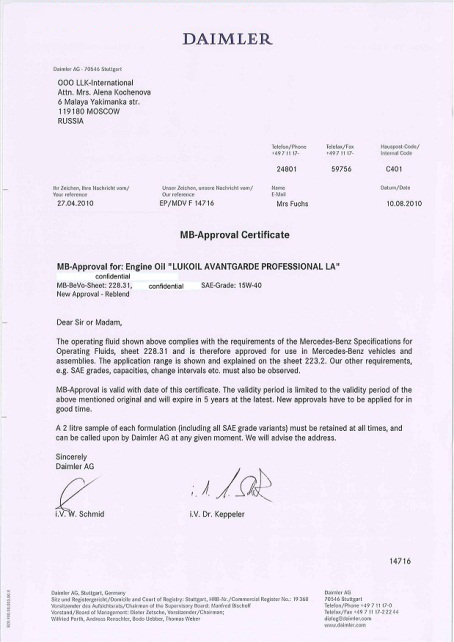 DAIMLER
Daimler AG - 70546 Stuttgart
OOO LLK-International
Attn. Mrs. Alena Kochenova
6 Malaya Yakimanka str.
119180 MOSCOW
RUSSIA
Telefon/Phone Telefax/Fax Hauspost-Code/
+49 7 11 17- +49 7 11 17- Internal Code
24801 59756 C401
Ihr Zeichen, Ihre Nachricht vom/ Unser Zeichen, unsere Nachricht vom/ Name Datum/Date
Your reference Our reference E-Mail
27.04.2010 EP/MDV F 14716 Mrs Fuchs 10.08.2010
MB-Approval Certificate
MB-Approval for: Engine Oil "LUKOIL AVANTGARDE PROFESSIONAL LA"
confidential
MB-BeVo-Sheet: 228.31, confidential SAE-Grade: 15W-40
New Approval - Reblend
Dear Sir or Madam,
The operating fluid shown above complies with the requirements of the Mercedes-Benz Specifications for
Operating Fluids, sheet 228.31 and is therefore approved for use in Mercedes-Benz vehicles and
assemblies. The application range is shown and explained on the sheet 223.2. Our other requirements,
e.g. SAE grades, capacities, change intervals etc. must also be observed.
MB-Approval is valid with date of this certificate. The validity period is limited to the validity period of the
above mentioned original and will expire in 5 years at the latest. New approvals have to be applied for in
good time.
A 2 litre sample of each formulation (including all SAE grade variants) must be retained at all times, and
can be called upon by Daimler AG at any given moment. We will advise the address.
Sincerely
Daimler AG
i.V. W. Schmid i.V. Dr. Keppeler
14716
Daimler AG, Stuttgart, Germany Daimler AG
Sitz und Registergericht/Domicile and Court of Registry: Stuttgart, HRB-Nr./Commercial Register No.: 19 360 70546 Stuttgart
Vorsitzender des Aufsichtsrats/Chairman of the Supervisory Board: Manfred Bischoff Telefon/Phone +49 7 11 17-0
Vorstand/Board of Management: Dieter Zetsche, Vorsitzender/Chairman; Telefax/Fax +49 7 11 17-2 22 44
Wilfried Porth, Andreas Renschler, Bodo Uebber, Thomas Weber dialog@daimler.com
www.daimler.com